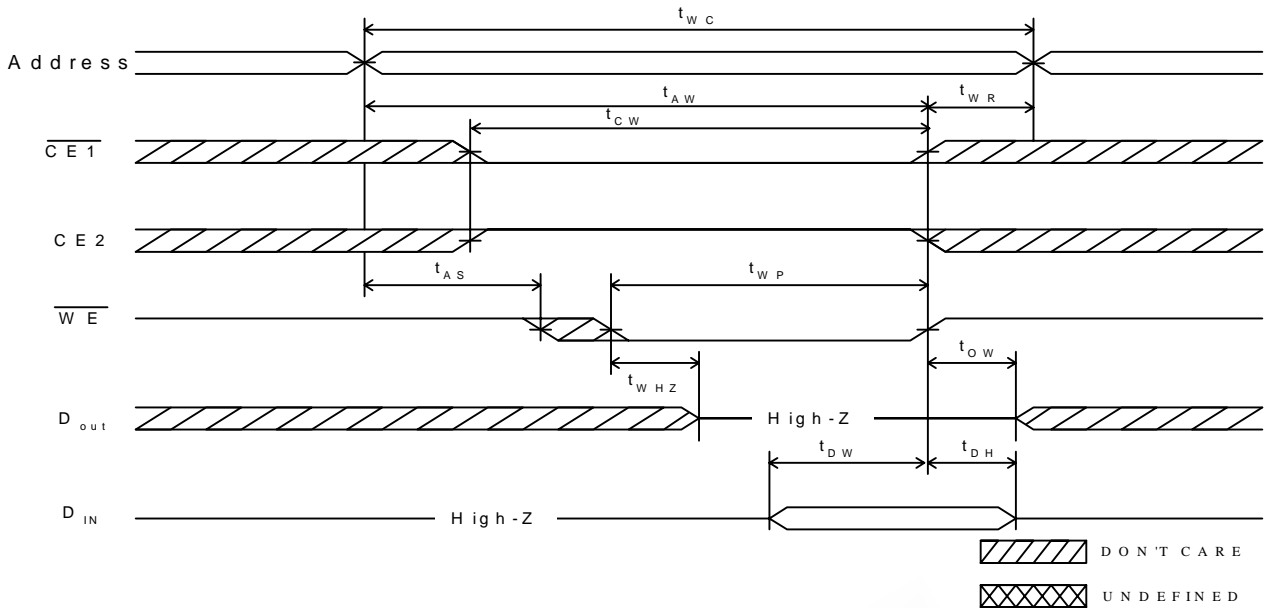 tWC
Address
tAW
tWR
tCW
CE1
CE2
tAS
tWP
WE
tOW
tWHZ
Dout
High-Z
tDW
tDH
DIN
High-Z
DON'T CARE
UNDEFINED